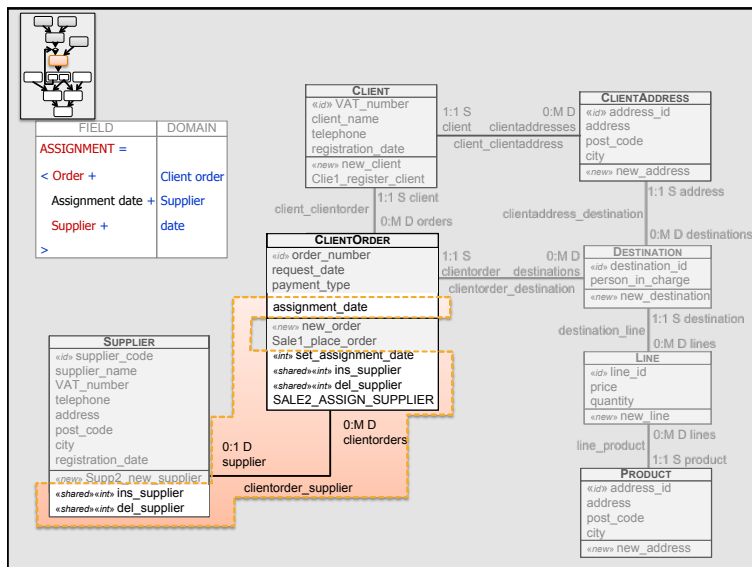 FIELD DOMAIN
ASSIGNMENT =
< Order + Client order
Assignment date + Supplier
Supplier + date
>
CLIENT
«id» VAT_number
client_name
telephone
registration_date
«new» new_client
Clie1_register_client
1:1 S 0:M D
client clientaddresses
client_clientaddress
CLIENTADDRESS
«id» address_id
address
post_code
city
«new» new_address
1:1 S client
client_clientorder
0:M D orders
1:1 S address
clientaddress_destination
0:M D destinations
CLIENTORDER
«id» order_number
request_date
payment_type
assignment_date
«new» new_order
Sale1_place_order
«int» set_assignment_date
«shared»«int» ins_supplier
«shared»«int» del_supplier
SALE2_ASSIGN_SUPPLIER
1:1 S 0:M D
clientorder destinations
clientorder_destination
DESTINATION
«id» destination_id
person_in_charge
«new» new_destination
1:1 S destination
destination_line
0:M D lines
SUPPLIER
«id» supplier_code
supplier_name
VAT_number
telephone
address
post_code
city
registration_date
«new» Supp2_new_supplier
«shared»«int» ins_supplier
«shared»«int» del_supplier
0:1 D
supplier
0:M D
clientorders
clientorder_supplier
LINE
«id» line_id
price
quantity
«new» new_line
0:M D lines
line_product
1:1 S product
PRODUCT
«id» address_id
address
post_code
city
«new» new_address